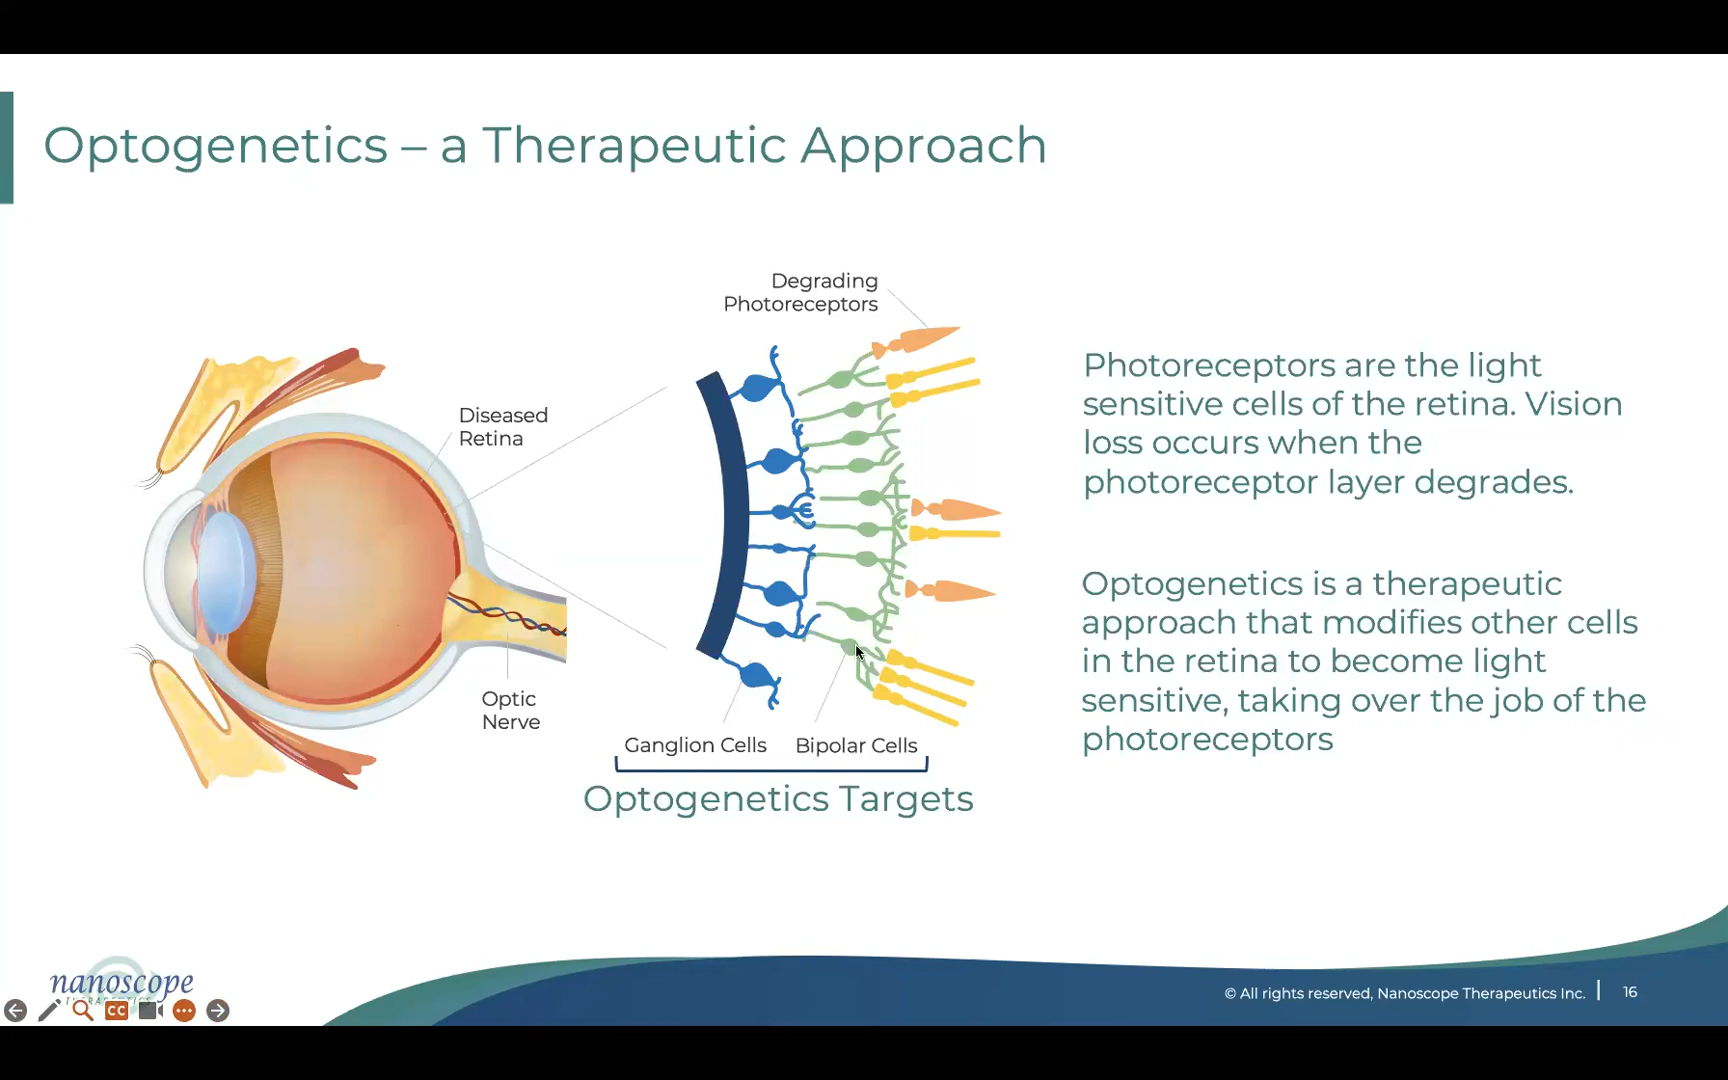 Optogenetics – a Therapeutic Approach
Degrading
Photoreceptors
Diseased
Retina
Optic
Nerve
Ganglion Cells
Bipolar Cells
Optogenetics Targets
Photoreceptors are the light
sensitive cells of the retina. Vision
loss occurs when the
photoreceptor layer degrades.
Optogenetics is a therapeutic
approach that modifies other cells
in the retina to become light
sensitive, taking over the job of the
photoreceptors
nanoscope
THERAPEUTICS
CC
© All rights reserved, Nanoscope Therapeutics Inc. | 16